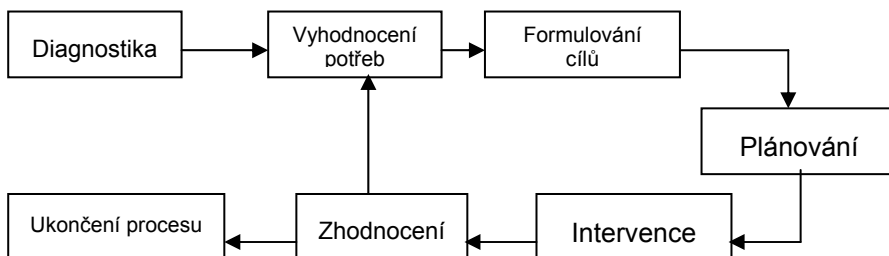 Diagnostika
Vyhodnocení
potřeb
Formulování
cílů
Plánování
Intervence
Zhodnocení
Ukončení procesu